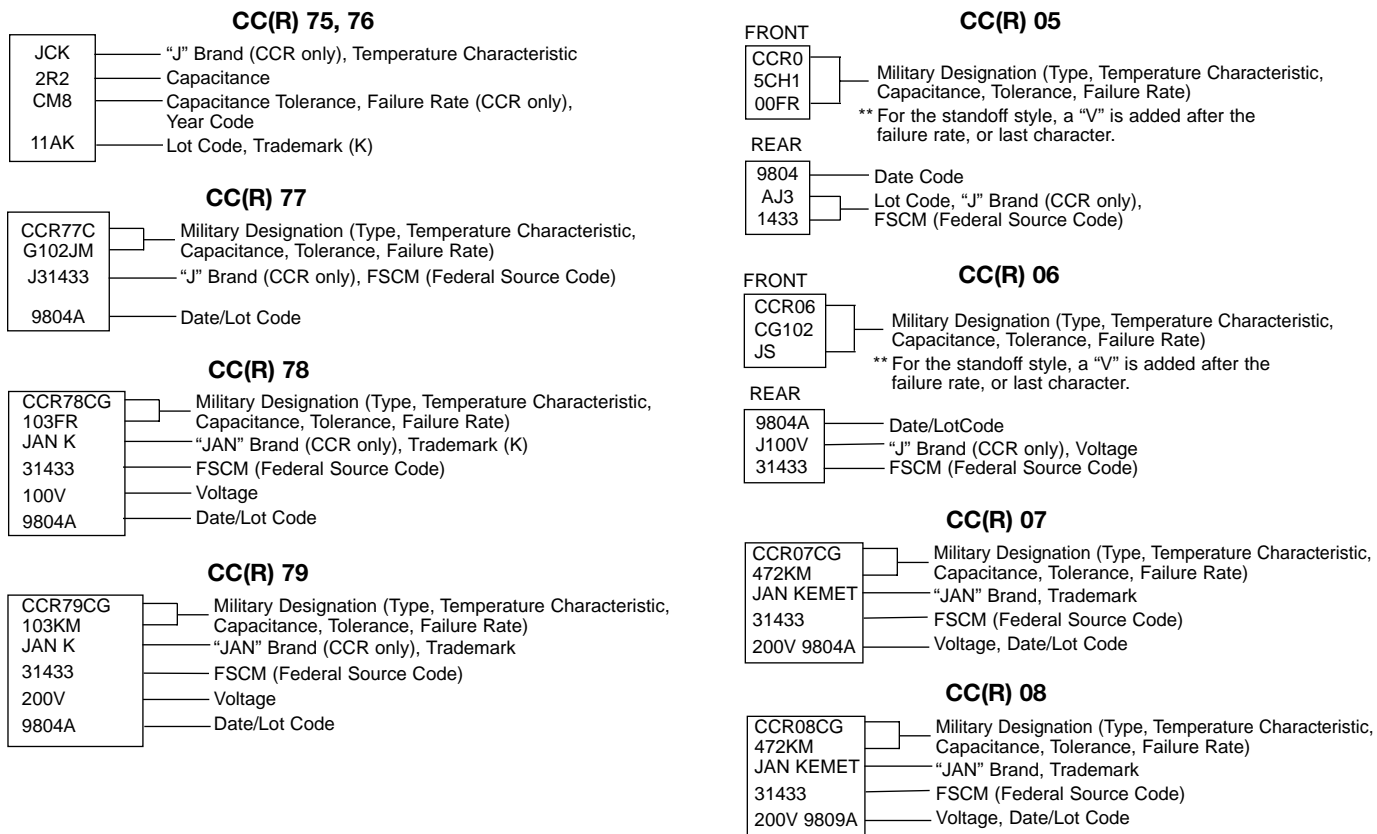 CC(R) 75, 76
JCK
"J" Brand (CCR only), Temperature Characteristic
2R2
Capacitance
CM8
Capacitance Tolerance, Failure Rate (CCR only),
Year Code
11AK
Lot Code, Trademark (K)
CC(R) 77
CCR77C
G102JM
Military Designation (Type, Temperature Characteristic,
Capacitance, Tolerance, Failure Rate)
J31433
"J" Brand (CCR only), FSCM (Federal Source Code)
9804A
Date/Lot Code
CC(R) 78
CCR78CG
103FR
Military Designation (Type, Temperature Characteristic,
Capacitance, Tolerance, Failure Rate)
JAN K
"JAN" Brand (CCR only), Trademark (K)
31433
FSCM (Federal Source Code)
100V
Voltage
9804A
Date/Lot Code
CC(R) 79
CCR79CG
103KM
Military Designation (Type, Temperature Characteristic,
Capacitance, Tolerance, Failure Rate)
JAN K
"JAN" Brand (CCR only), Trademark
31433
FSCM (Federal Source Code)
200V
Voltage
9804A
Date/Lot Code
CC(R) 05
FRONT
CCR0
5CH1
00FR
Military Designation (Type, Temperature Characteristic,
Capacitance, Tolerance, Failure Rate)
** For the standoff style, a "V" is added after the
failure rate, or last character.
REAR
9804
Date Code
AJ3
1433
Lot Code, "J" Brand (CCR only),
FSCM (Federal Source Code)
CC(R) 06
FRONT
CCR06
CG102
JS
Military Designation (Type, Temperature Characteristic,
Capacitance, Tolerance, Failure Rate)
** For the standoff style, a "V" is added after the
failure rate, or last character.
REAR
9804A
Date/LotCode
J100V
"J" Brand (CCR only), Voltage
31433
FSCM (Federal Source Code)
CC(R) 07
CCR07CG
472KM
Military Designation (Type, Temperature Characteristic,
Capacitance, Tolerance, Failure Rate)
JAN KEMET
"JAN" Brand, Trademark
31433
FSCM (Federal Source Code)
200V 9804A
Voltage, Date/Lot Code
CC(R) 08
CCR08CG
472KM
Military Designation (Type, Temperature Characteristic,
Capacitance, Tolerance, Failure Rate)
JAN KEMET
"JAN" Brand, Trademark
31433
FSCM (Federal Source Code)
200V 9809A
Voltage, Date/Lot Code